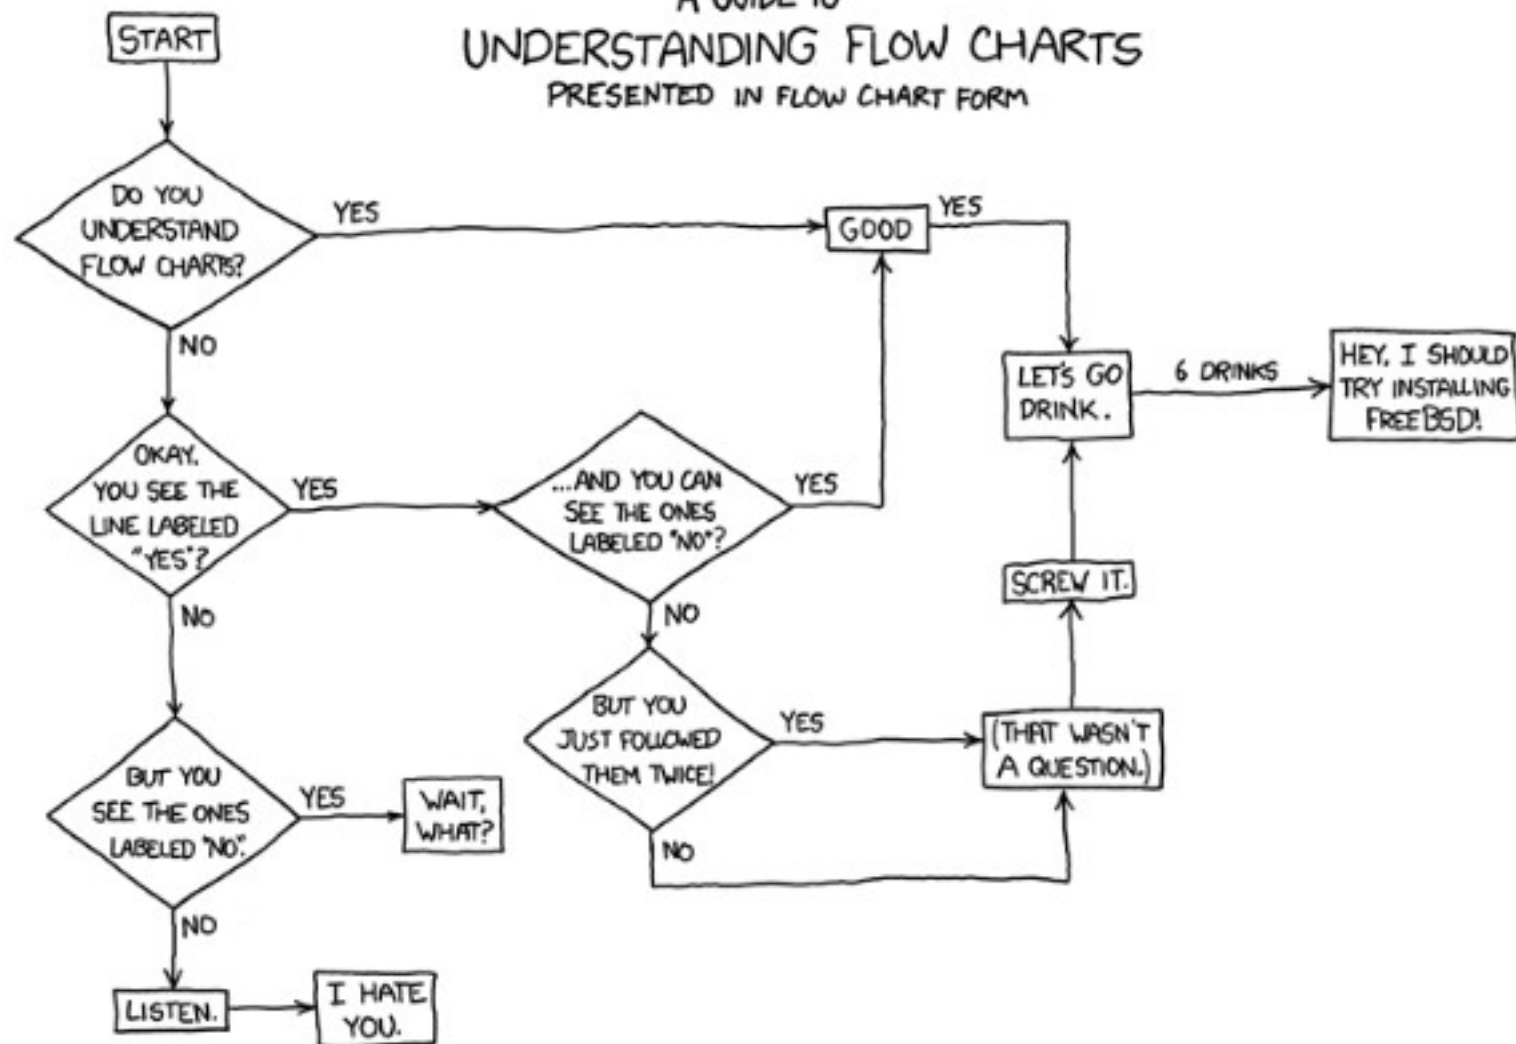 A GUIDE TO
UNDERSTANDING FLOW CHARTS
PRESENTED IN FLOW CHART FORM
START
DO YOU
UNDERSTAND
FLOW CHARTS?
YES
GOOD
YES
NO
LET'S GO
DRINK.
6 DRINKS
HEY, I SHOULD
TRY INSTALLING
FREEBSD!
OKAY.
YOU SEE THE
LINE LABELED
"YES"?
YES
...AND YOU CAN
SEE THE ONES
LABELED "NO"?
YES
NO
NO
SCREW IT.
BUT YOU
JUST FOLLOWED
THEM TWICE!
YES
(THAT WASN'T
A QUESTION.)
NO
BUT YOU
SEE THE ONES
LABELED "NO".
YES
WAIT,
WHAT?
NO
LISTEN.
I HATE
YOU.